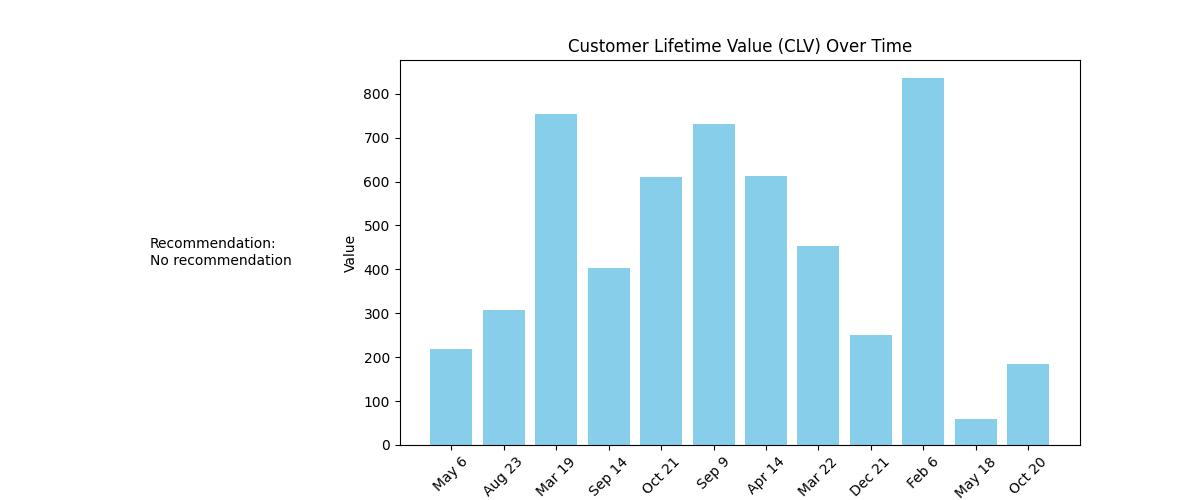 Customer Lifetime Value (CLV) Over Time
800
700
600
500
400
300
200
100
0
Value
Recommendation:
No recommendation
May 6
Aug 23
Mar 19
Sep 14
Oct 21
Sep 9
Apr 14
Mar 22
Dec 21
Feb 6
May 18
Oct 20